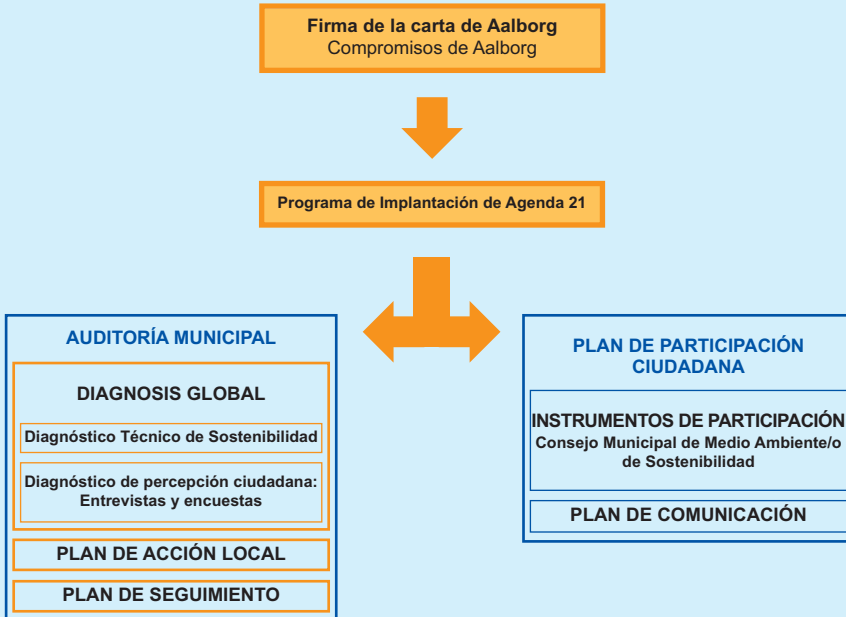 Firma de la carta de Aalborg
Compromisos de Aalborg
Programa de Implantación de Agenda 21
AUDITORÍA MUNICIPAL
DIAGNOSIS GLOBAL
Diagnóstico Técnico de Sostenibilidad
Diagnóstico de percepción ciudadana:
Entrevistas y encuestas
PLAN DE ACCIÓN LOCAL
PLAN DE SEGUIMIENTO
PLAN DE PARTICIPACIÓN
CIUDADANA
INSTRUMENTOS DE PARTICIPACIÓN
Consejo Municipal de Medio Ambiente/o
de Sostenibilidad
PLAN DE COMUNICACIÓN